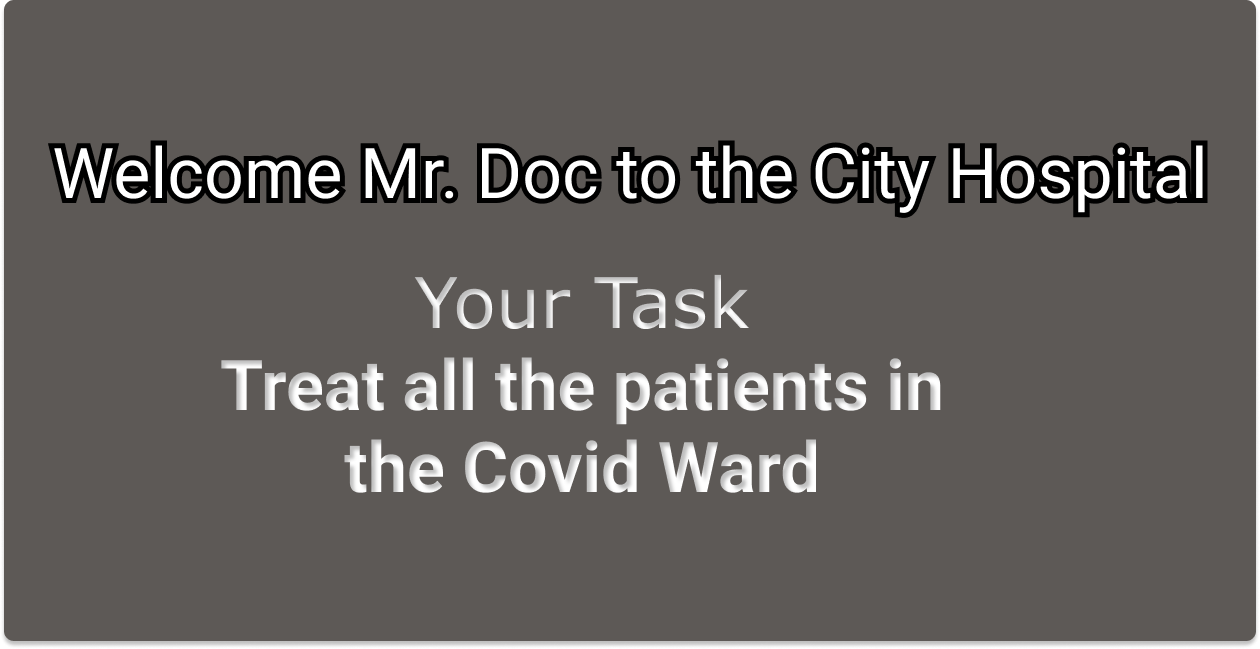 Welcome Mr. Doc to the City Hospital
Your Task
Treat all the patients in
the Covid Ward